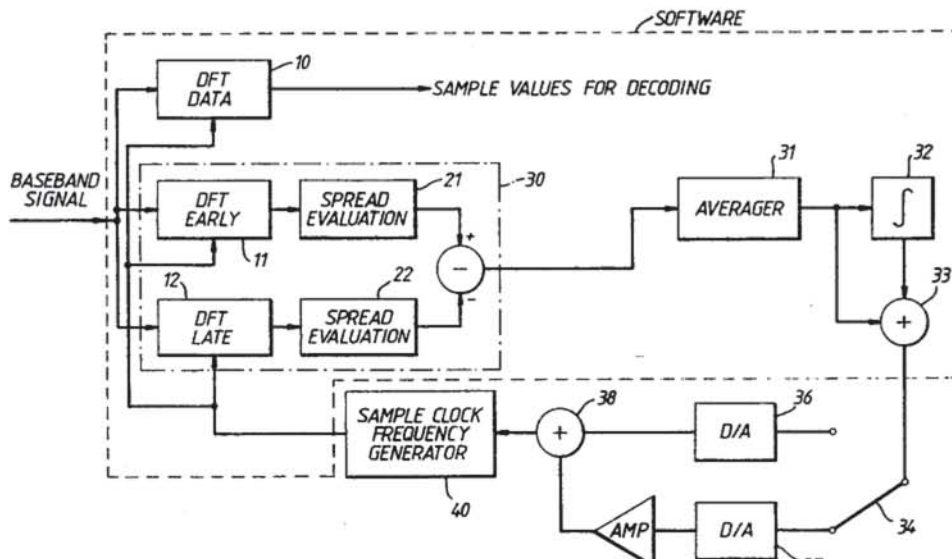 SOFTWARE
10
DFT
DATA
SAMPLE VALUES FOR DECODING
BASEBAND
SIGNAL
21
30
31
32
DFT
EARLY
SPREAD
EVALUATION
+
AVERAGER
∫
11
−
12
22
33
DFT
LATE
SPREAD
EVALUATION
-
+
38
36
SAMPLE CLOCK
FREQUENCY
GENERATOR
+
D/A
34
40
AMP
D/A